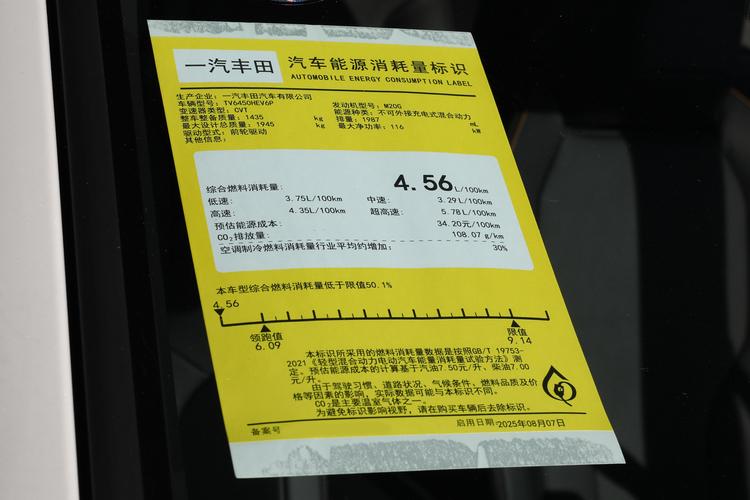 一汽丰田 汽车能源消耗量标识
AUTOMOBILE ENERGY CONSUMPTION LABEL
生产企业：一汽丰田汽车有限公司
车辆型号：TV6450HEV6P 发动机型号：M20G
变速器类型：CVT 能源种类：不可外接充电式混合动力
整车整备质量：1435 kg 排量：1987 mL
最大设计总质量：1945 kg 最大净功率：116 kW
驱动型式：前轮驱动
其他信息：
综合燃料消耗量： 4.56 L/100km
低速： 3.75L/100km 中速： 3.29 L/100km
高速： 4.35L/100km 超高速： 5.78 L/100km
预估能源成本： 34.20元/100km
CO₂排放量： 108.07 g/km
空调制冷燃料消耗量行业平均约增加： 30%
本车型综合燃料消耗量低于限值50.1%
4.56
领跑值 限值
6.09 9.14
本标识所采用的燃料消耗量数据是按照GB/T 19753-
2021《轻型混合动力电动汽车能量消耗量试验方法》测
定。预估能源成本的计算基于汽油7.50元/升、柴油7.00
元/升。
由于驾驶习惯、道路状况、气候条件、燃料品质及价
格等因素的影响，实际数据可能与本标识不同。
CO₂是主要温室气体之一。
为避免标识影响视野，请在购买车辆后去除标识。
备案号 启用日期：2025年08月07日